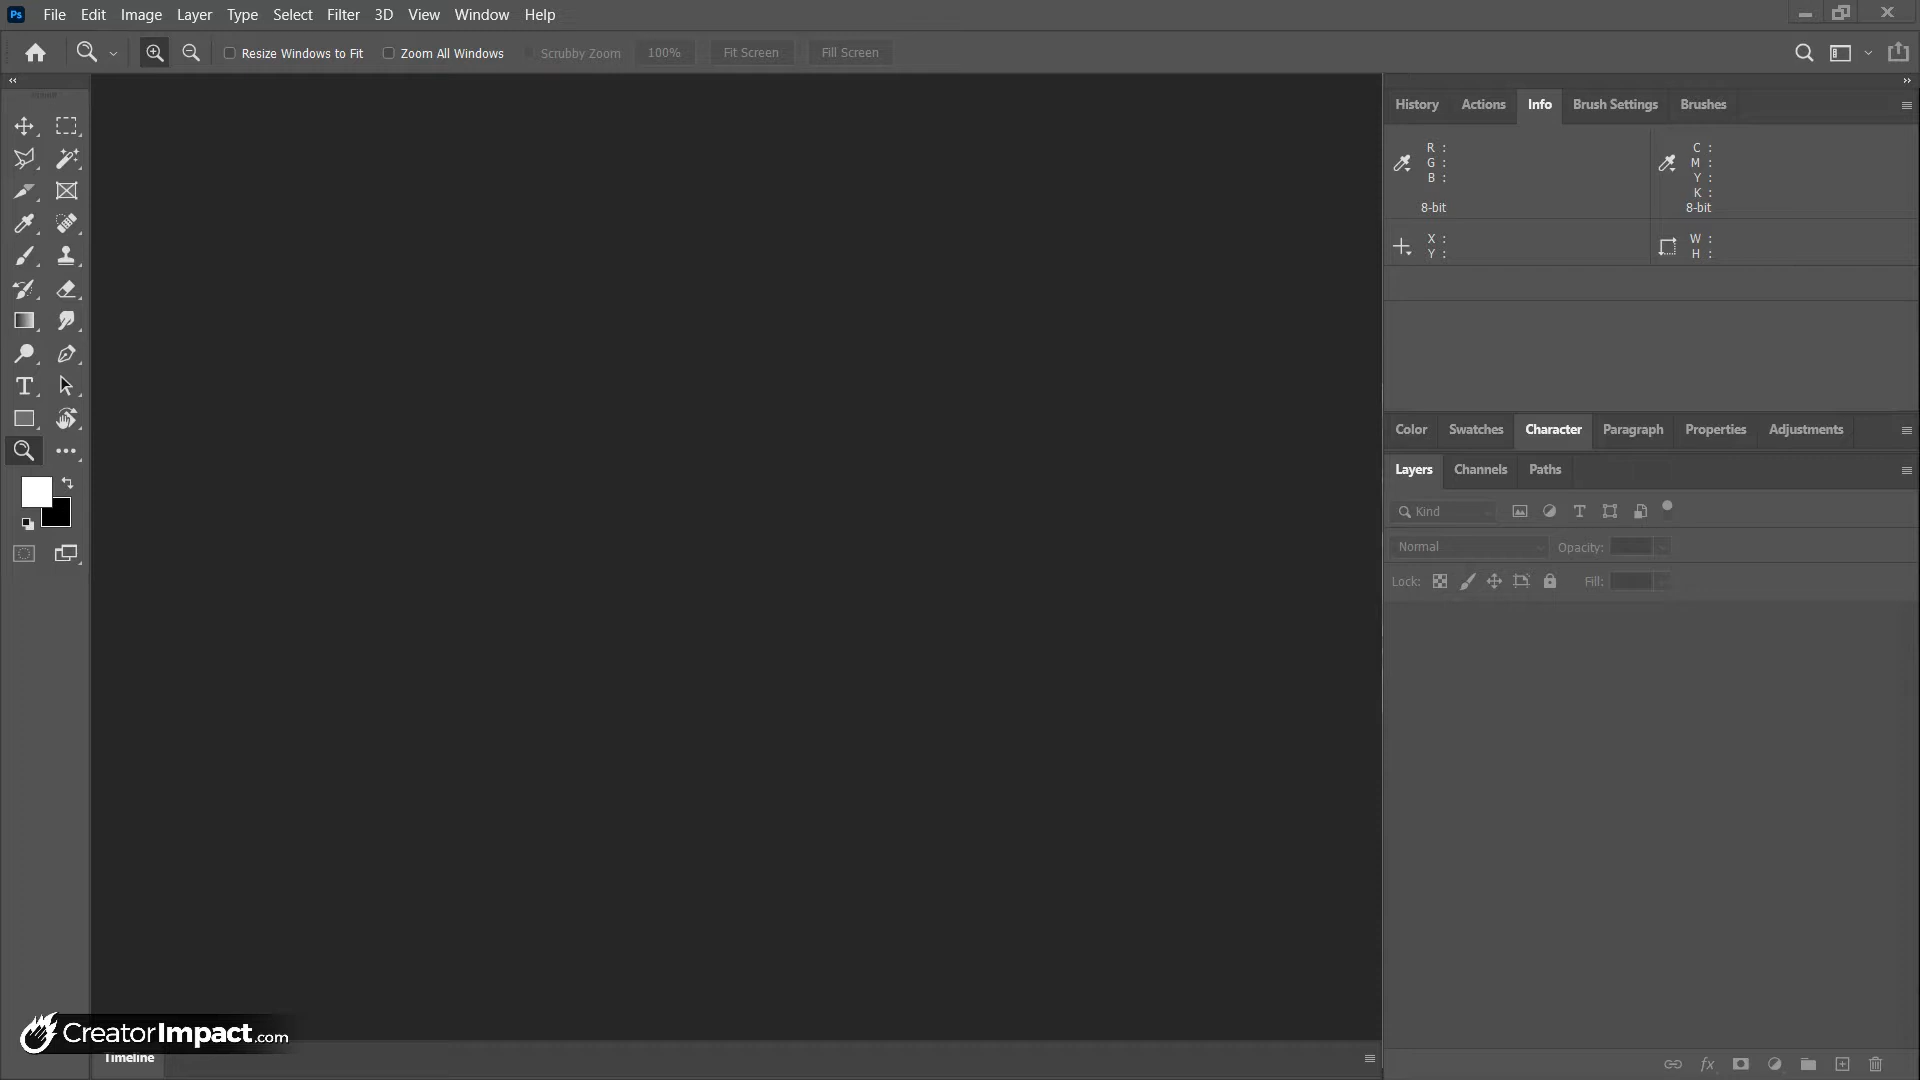 Ps File Edit Image Layer Type Select Filter 3D View Window Help
Resize Windows to Fit Zoom All Windows Scrubby Zoom 100% Fit Screen Fill Screen
History Actions Info Brush Settings Brushes
R :
G :
B :
8-bit
C :
M :
Y :
K :
8-bit
X :
Y :
W :
H :
Color Swatches Character Paragraph Properties Adjustments
Layers Channels Paths
Kind
Normal Opacity:
Lock: Fill:
CreatorImpact.com
Timeline
fx